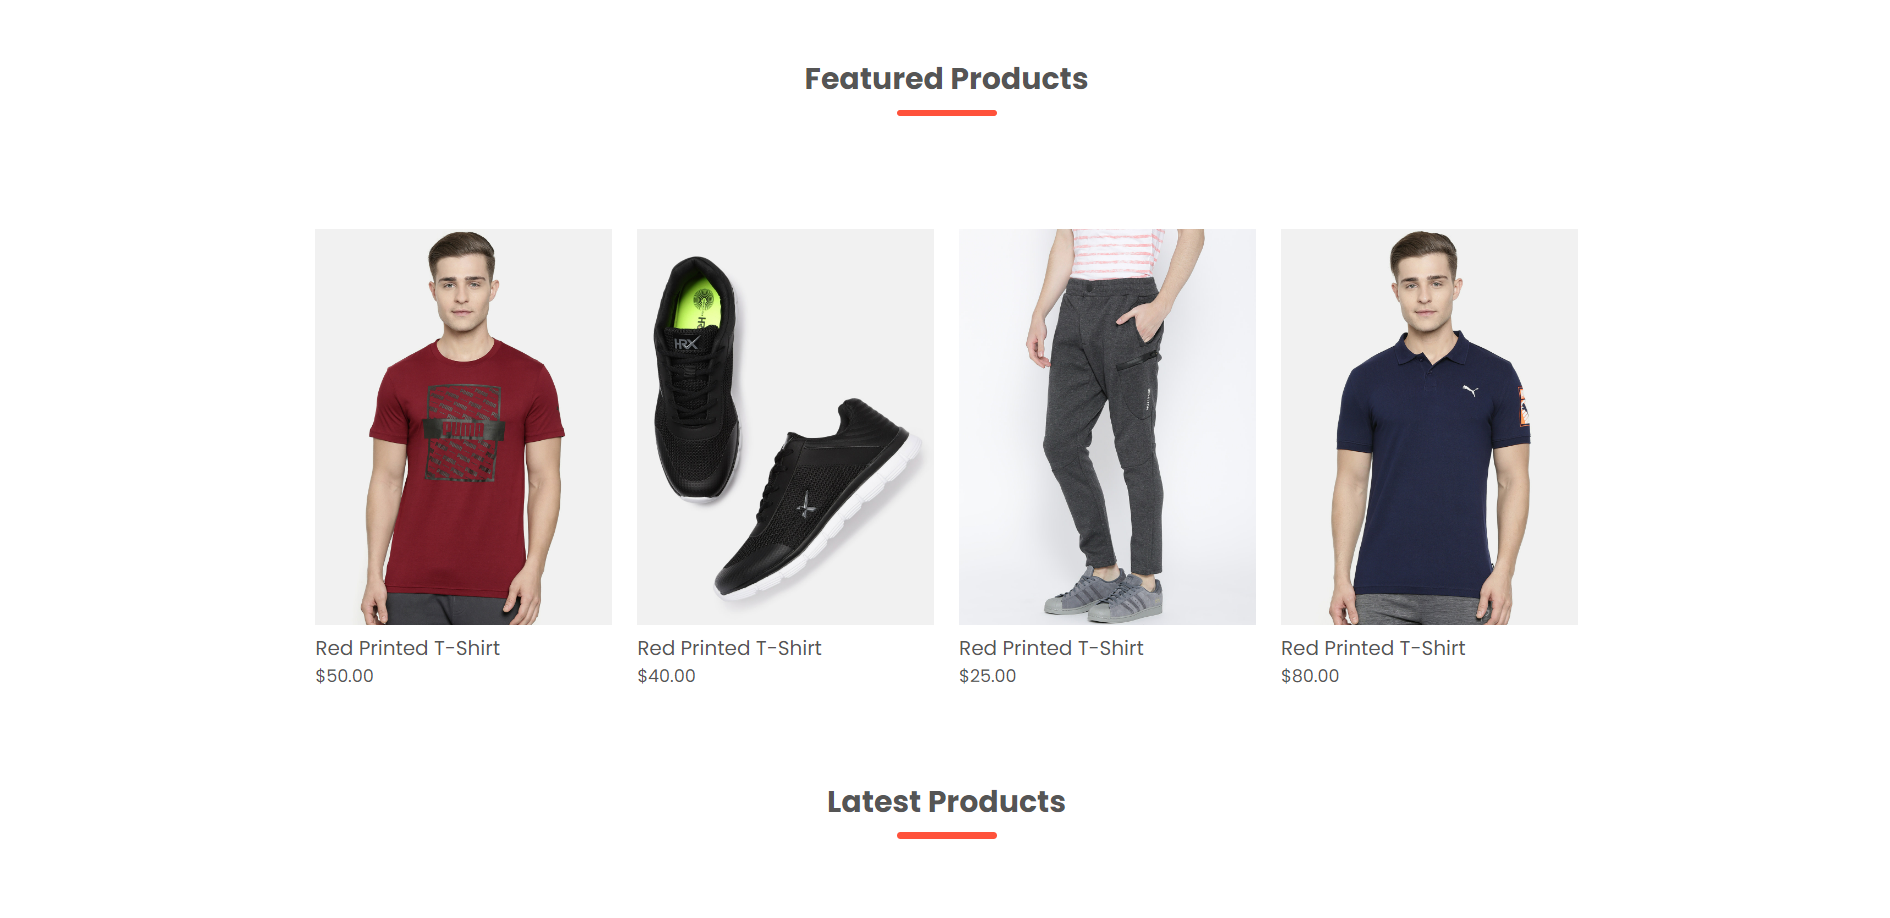 Featured Products
PUMA
HRX
HRX
Red Printed T-Shirt
Red Printed T-Shirt
Red Printed T-Shirt
Red Printed T-Shirt
$50.00
$40.00
$25.00
$80.00
Latest Products